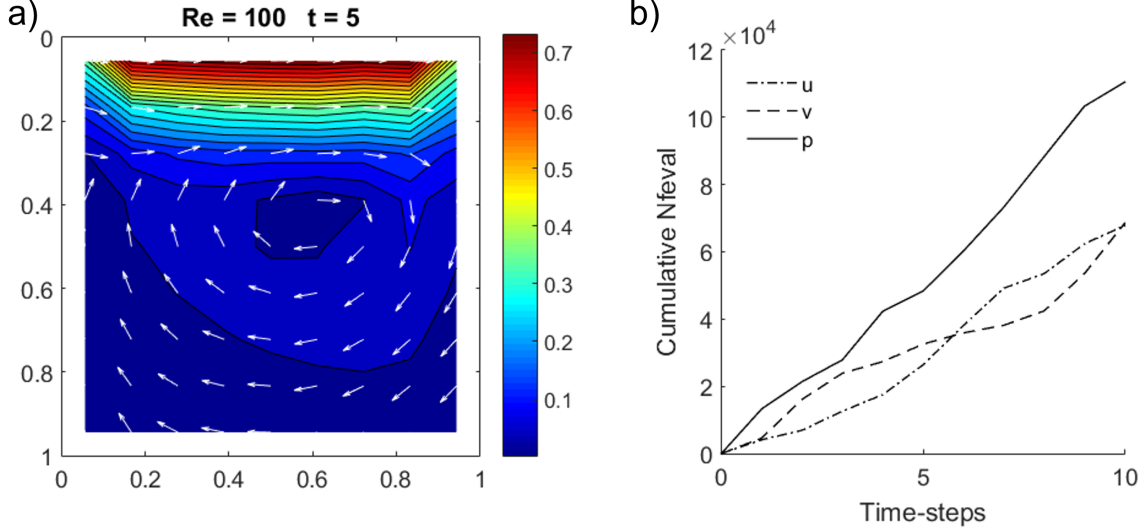 a)
Re = 100 t = 5
0
0.2
0.4
0.6
0.8
1
0 0.2 0.4 0.6 0.8 1
0.7
0.6
0.5
0.4
0.3
0.2
0.1
b)
×10⁴
12
10
8
6
4
2
0
Cumulative Nfeval
u
v
p
0 5 10
Time-steps